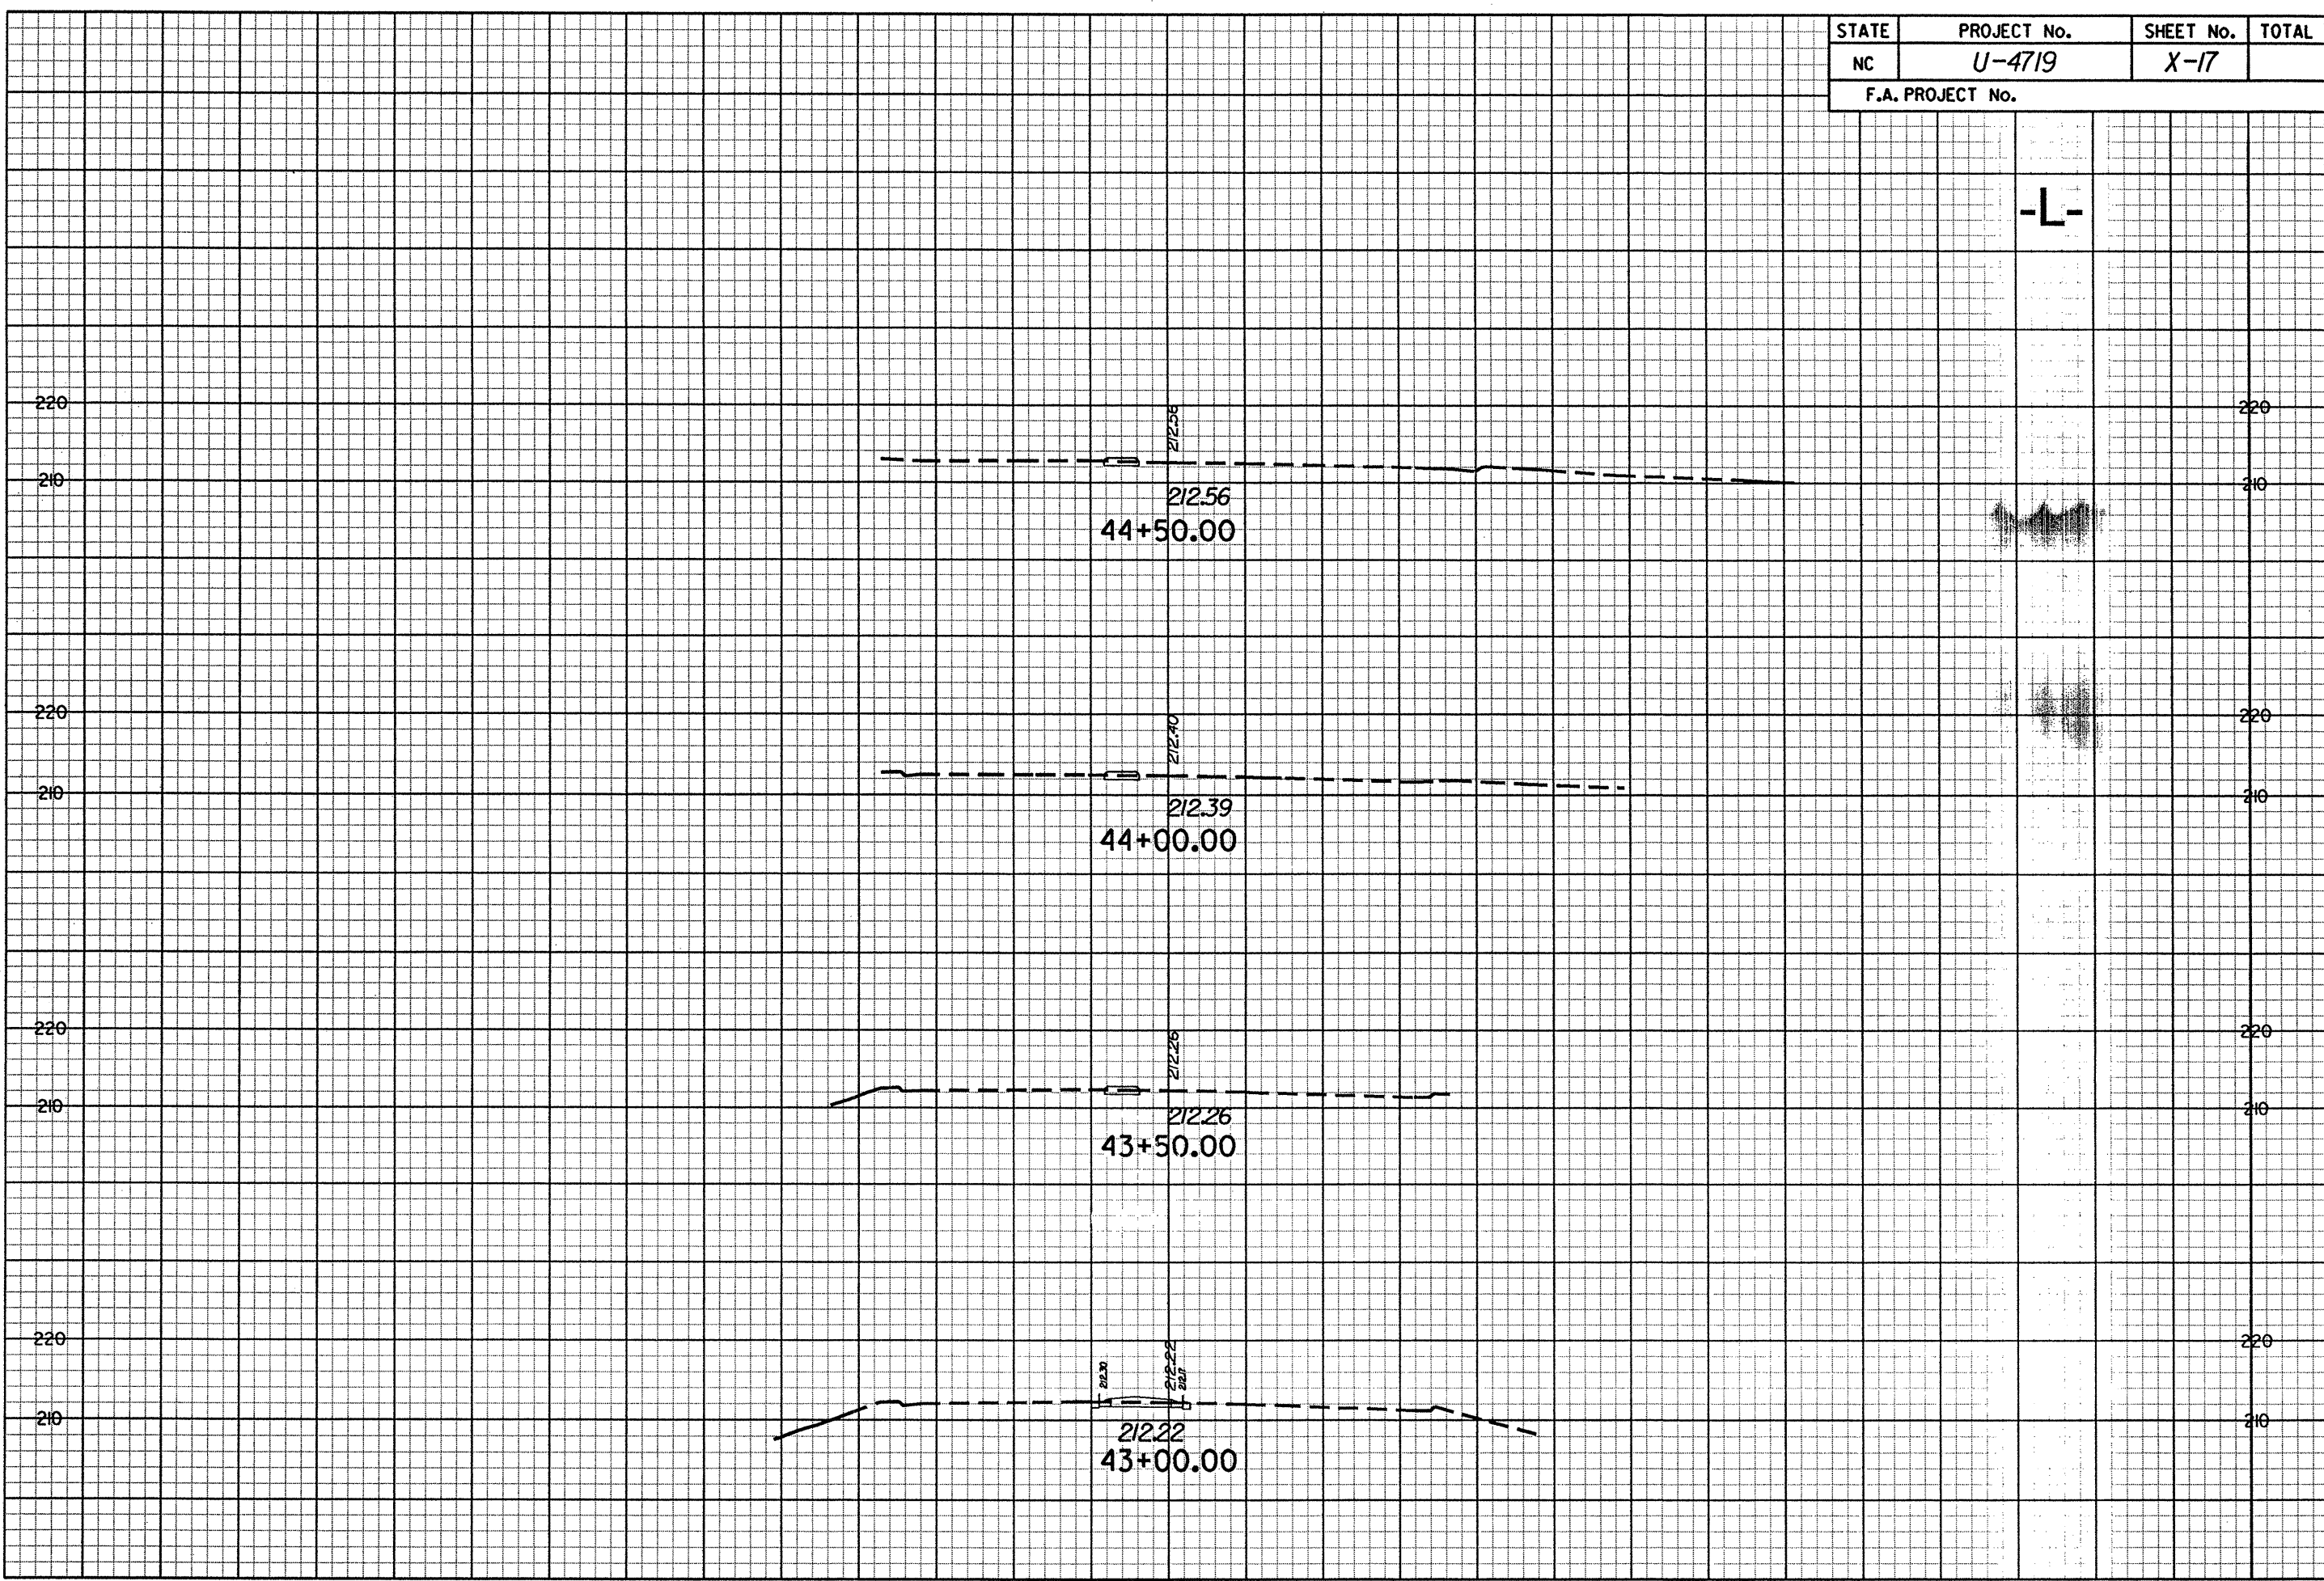 STATE PROJECT No. SHEET No. TOTAL
NC U-4719 X-17
F.A. PROJECT No.
-L-
220 212.56 220
210 210
212.56
44+50.00
220 212.40 220
210 210
212.39
44+00.00
220 212.26 220
210 210
212.26
43+50.00
220 220
212.30 212.22 212.17
210 210
212.22
43+00.00